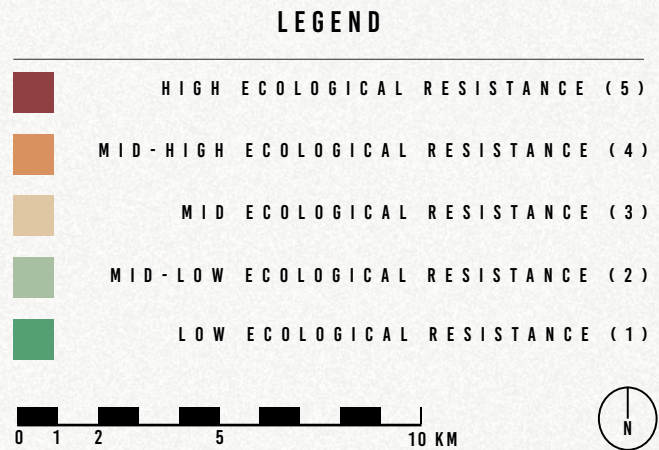 LEGEND
HIGH ECOLOGICAL RESISTANCE (5)
MID-HIGH ECOLOGICAL RESISTANCE (4)
MID ECOLOGICAL RESISTANCE (3)
MID-LOW ECOLOGICAL RESISTANCE (2)
LOW ECOLOGICAL RESISTANCE (1)
0 1 2 5 10 KM
N